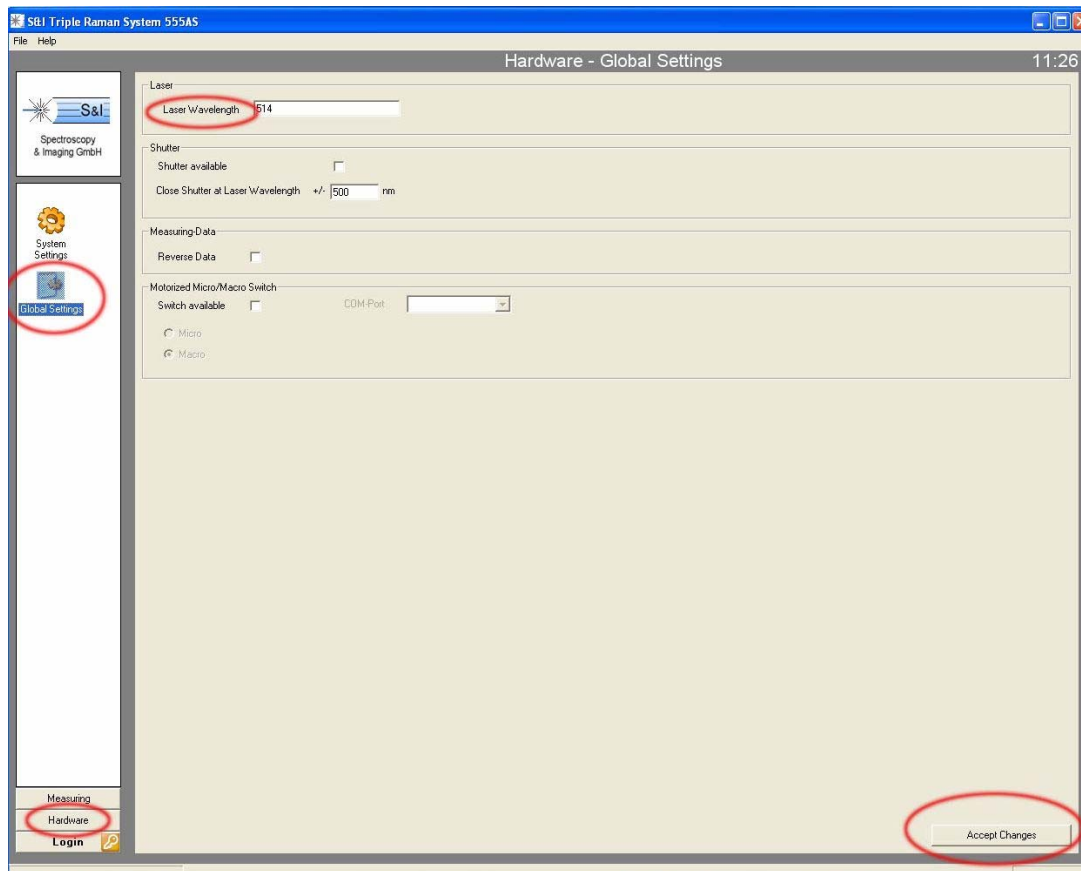 S&I Triple Raman System 555AS
File Help
Hardware - Global Settings 11:26
S&I
Spectroscopy
& Imaging GmbH
System
Settings
Global Settings
Laser
Laser Wavelength 514
Shutter
Shutter available
Close Shutter at Laser Wavelength +/- 500 nm
Measuring-Data
Reverse Data
Motorized Micro/Macro Switch
Switch available COM-Port
Micro
Macro
Measuring
Hardware
Login
Accept Changes